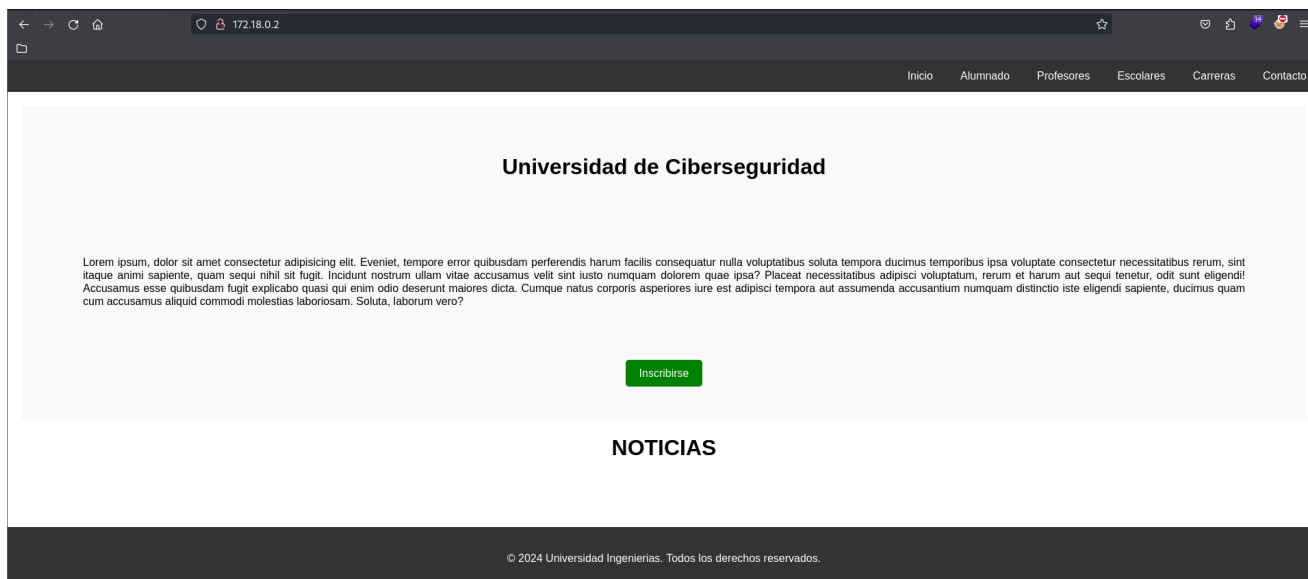 172.18.0.2
14
Inicio Alumnado Profesores Escolares Carreras Contacto
Universidad de Ciberseguridad
Lorem ipsum, dolor sit amet consectetur adipisicing elit. Eveniet, tempore error quibusdam perferendis harum facilis consequatur nulla voluptatibus soluta tempora ducimus temporibus ipsa voluptate consectetur necessitatibus rerum, sint
itaque animi sapiente, quam sequi nihil sit fugit. Incidunt nostrum ullam vitae accusamus velit sint iusto numquam dolorem quae ipsa? Placeat necessitatibus adipisci voluptatum, rerum et harum aut sequi tenetur, odit sunt eligendi!
Accusamus esse quibusdam fugit explicabo quasi qui enim odio deserunt maiores dicta. Cumque natus corporis asperiores iure est adipisci tempora aut assumenda accusantium numquam distinctio iste eligendi sapiente, ducimus quam
cum accusamus aliquid commodi molestias laboriosam. Soluta, laborum vero?
Inscribirse
NOTICIAS
© 2024 Universidad Ingenierias. Todos los derechos reservados.